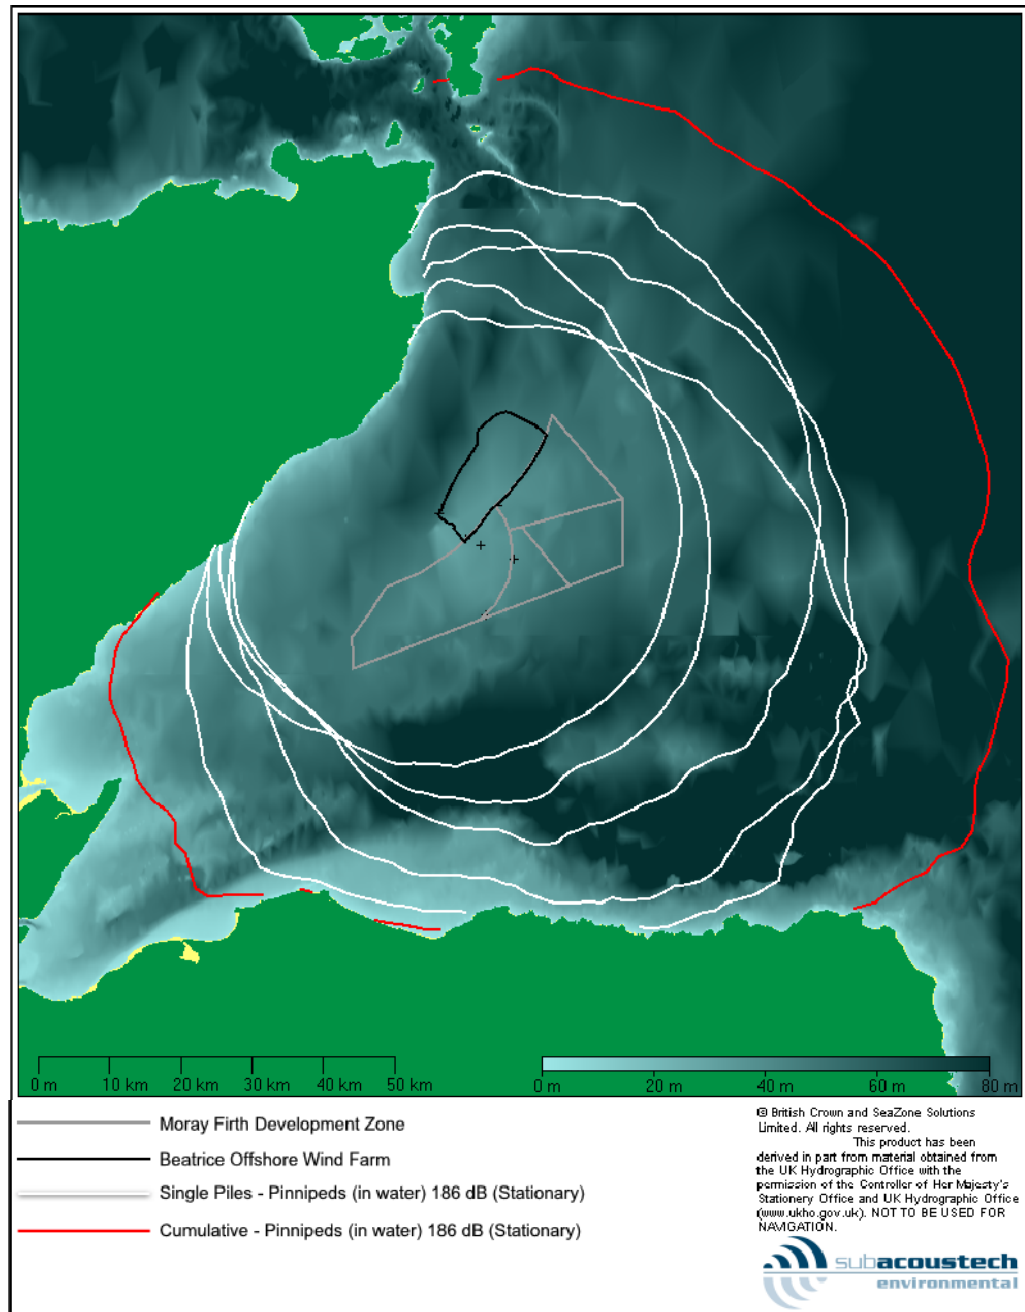 0 m 10 km 20 km 30 km 40 km 50 km
0 m 20 m 40 m 60 m 80 m
Moray Firth Development Zone
Beatrice Offshore Wind Farm
Single Piles - Pinnipeds (in water) 186 dB (Stationary)
Cumulative - Pinnipeds (in water) 186 dB (Stationary)
© British Crown and SeaZone Solutions
Limited. All rights reserved.
This product has been
derived in part from material obtained from
the UK Hydrographic Office with the
permission of the Controller of Her Majesty's
Stationery Office and UK Hydrographic Office
(www.ukho.gov.uk). NOT TO BE USED FOR
NAVIGATION.
subacoustech
environmental